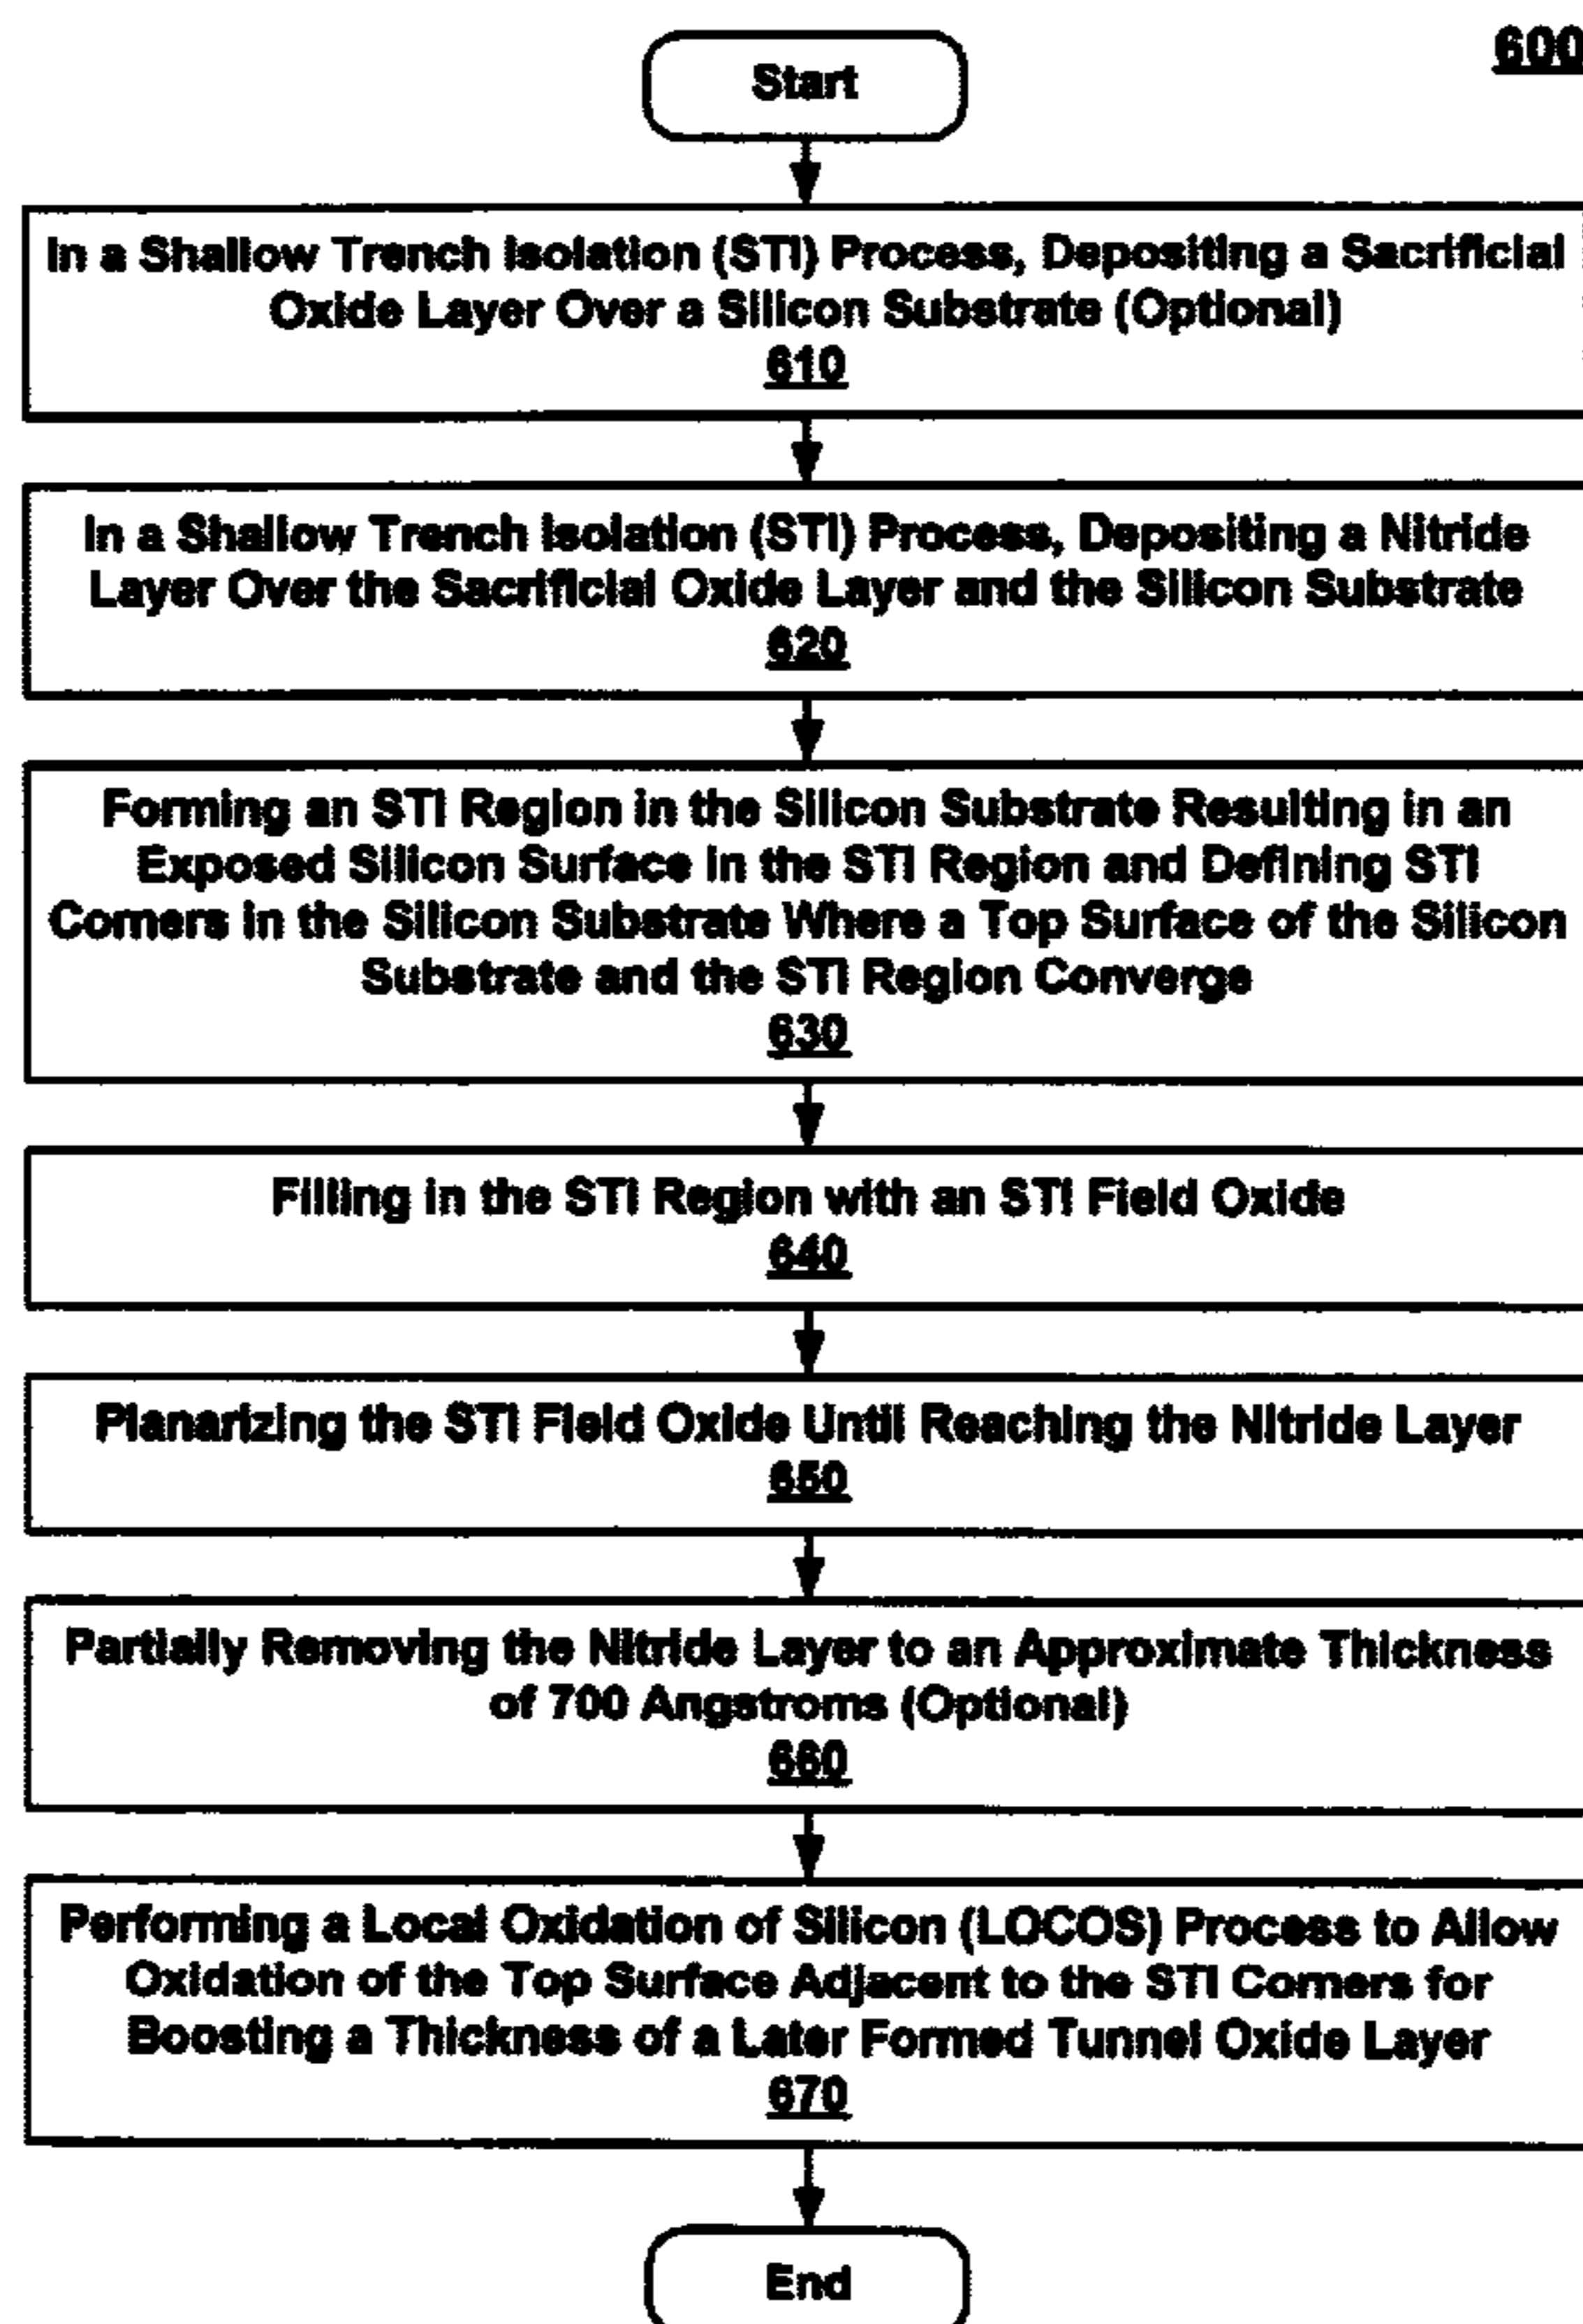 600
Start
In a Shallow Trench Isolation (STI) Process, Depositing a Sacrificial
Oxide Layer Over a Silicon Substrate (Optional)
610
In a Shallow Trench Isolation (STI) Process, Depositing a Nitride
Layer Over the Sacrificial Oxide Layer and the Silicon Substrate
620
Forming an STI Region in the Silicon Substrate Resulting in an
Exposed Silicon Surface in the STI Region and Defining STI
Corners in the Silicon Substrate Where a Top Surface of the Silicon
Substrate and the STI Region Converge
630
Filling in the STI Region with an STI Field Oxide
640
Planarizing the STI Field Oxide Until Reaching the Nitride Layer
650
Partially Removing the Nitride Layer to an Approximate Thickness
of 700 Angstroms (Optional)
660
Performing a Local Oxidation of Silicon (LOCOS) Process to Allow
Oxidation of the Top Surface Adjacent to the STI Corners for
Boosting a Thickness of a Later Formed Tunnel Oxide Layer
670
End